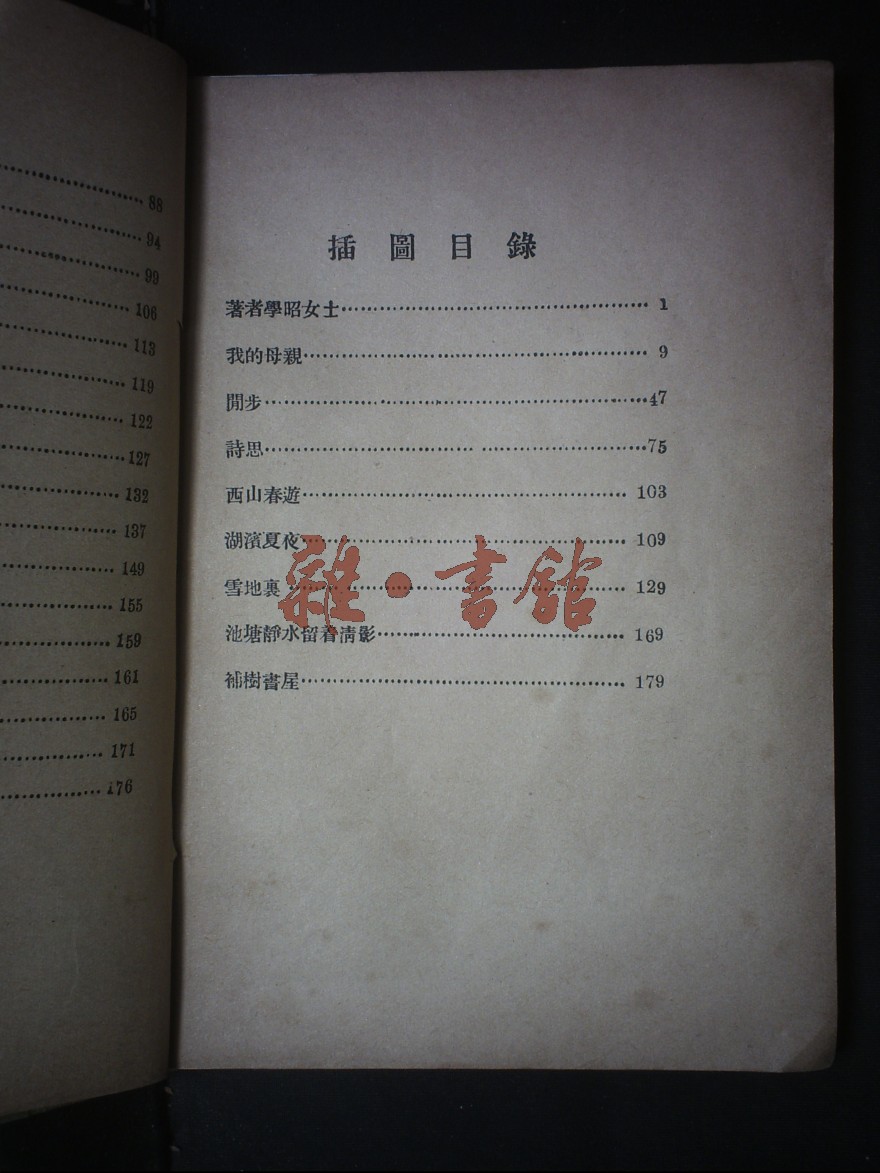 88
94
99
106
113
119
122
127
132
137
149
155
159
161
165
171
176
插圖目錄
著者學昭女士 1
我的母親 9
閒步 47
詩思 75
西山春遊 103
湖濱夏夜 109
雪地裏 129
池塘靜水留着清影 169
補樹書屋 179
雜·書館